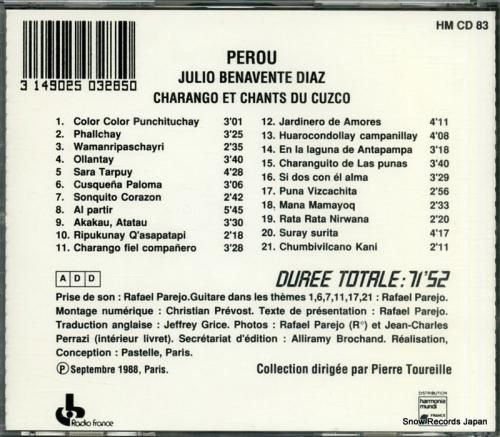 HM CD 83
3 149025 032850
PEROU
JULIO BENAVENTE DIAZ
CHARANGO ET CHANTS DU CUZCO
1. Color Color Punchituchay 3'01
2. Phallchay 3'25
3. Wamanripaschayri 2'35
4. Ollantay 3'40
5 Sara Tarpuy 4'28
6. Cusqueña Paloma 3'06
7. Sonquito Corazon 2'42
8. Al partir 5'45
9. Akakau, Atatau 2'30
10. Ripukunay Q'asapatapi 2'18
11. Charango fiel compañero 3'28
12. Jardinero de Amores 4'11
13. Huarocondollay campanillay 4'08
14. En la laguna de Antapampa 3'18
15. Charanguito de Las punas 3'40
16. Si dos con él alma 3'29
17. Puna Vizcachita 2'56
18. Mana Mamayoq 2'33
19. Rata Rata Nirwana 2'20
20. Suray surita 4'17
21. Chumbivilcano Kani 2'11
A D D
DUREE TOTALE: 71'52
Prise de son : Rafael Parejo.Guitare dans les thèmes 1,6,7,11,17,21 : Rafael Parejo.
Montage numérique : Christian Prévost. Texte de présentation : Rafael Parejo.
Traduction anglaise : Jeffrey Grice. Photos : Rafael Parejo (R°) et Jean-Charles
Perrazi (intérieur livret). Secrétariat d'édition : Alliramy Brochand. Réalisation,
Conception : Pastelle, Paris.
Ⓟ Septembre 1988, Paris.
Collection dirigée par Pierre Toureille
Radio france
DISTRIBUTION
harmonia
mundi
FRANCE
Snow Records Japan
www.snowrecords.jp